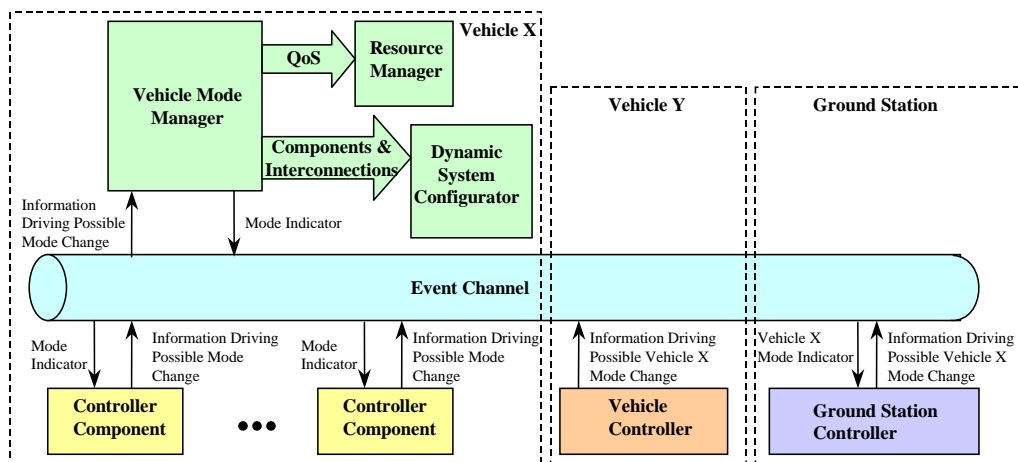 Vehicle X
QoS
Resource
Manager
Vehicle Mode
Manager
Components &
Interconnections
Dynamic
System
Configurator
Vehicle Y
Ground Station
Information
Driving Possible
Mode Change
Mode Indicator
Event Channel
Mode
Indicator
Information Driving
Possible Mode
Change
Mode
Indicator
Information Driving
Possible Mode
Change
Information Driving
Possible Vehicle X
Mode Change
Vehicle X
Mode Indicator
Information Driving
Possible Vehicle X
Mode Change
Controller
Component
Controller
Component
Vehicle
Controller
Ground Station
Controller